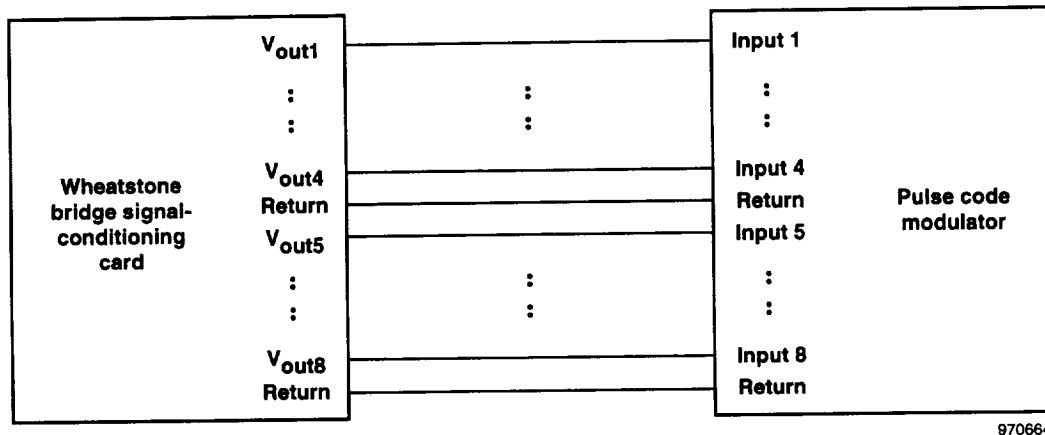 Vout1
Input 1
:
:
:
:
:
:
Wheatstone
bridge signal-
conditioning
card
Vout4
Return
Vout5
Input 4
Return
Input 5
Pulse code
modulator
:
:
:
:
:
:
Vout8
Return
Input 8
Return
970664